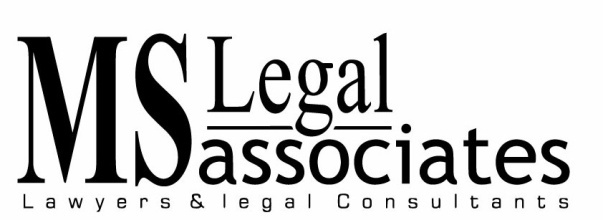 MS Legal
associates
Lawyers & legal Consultants